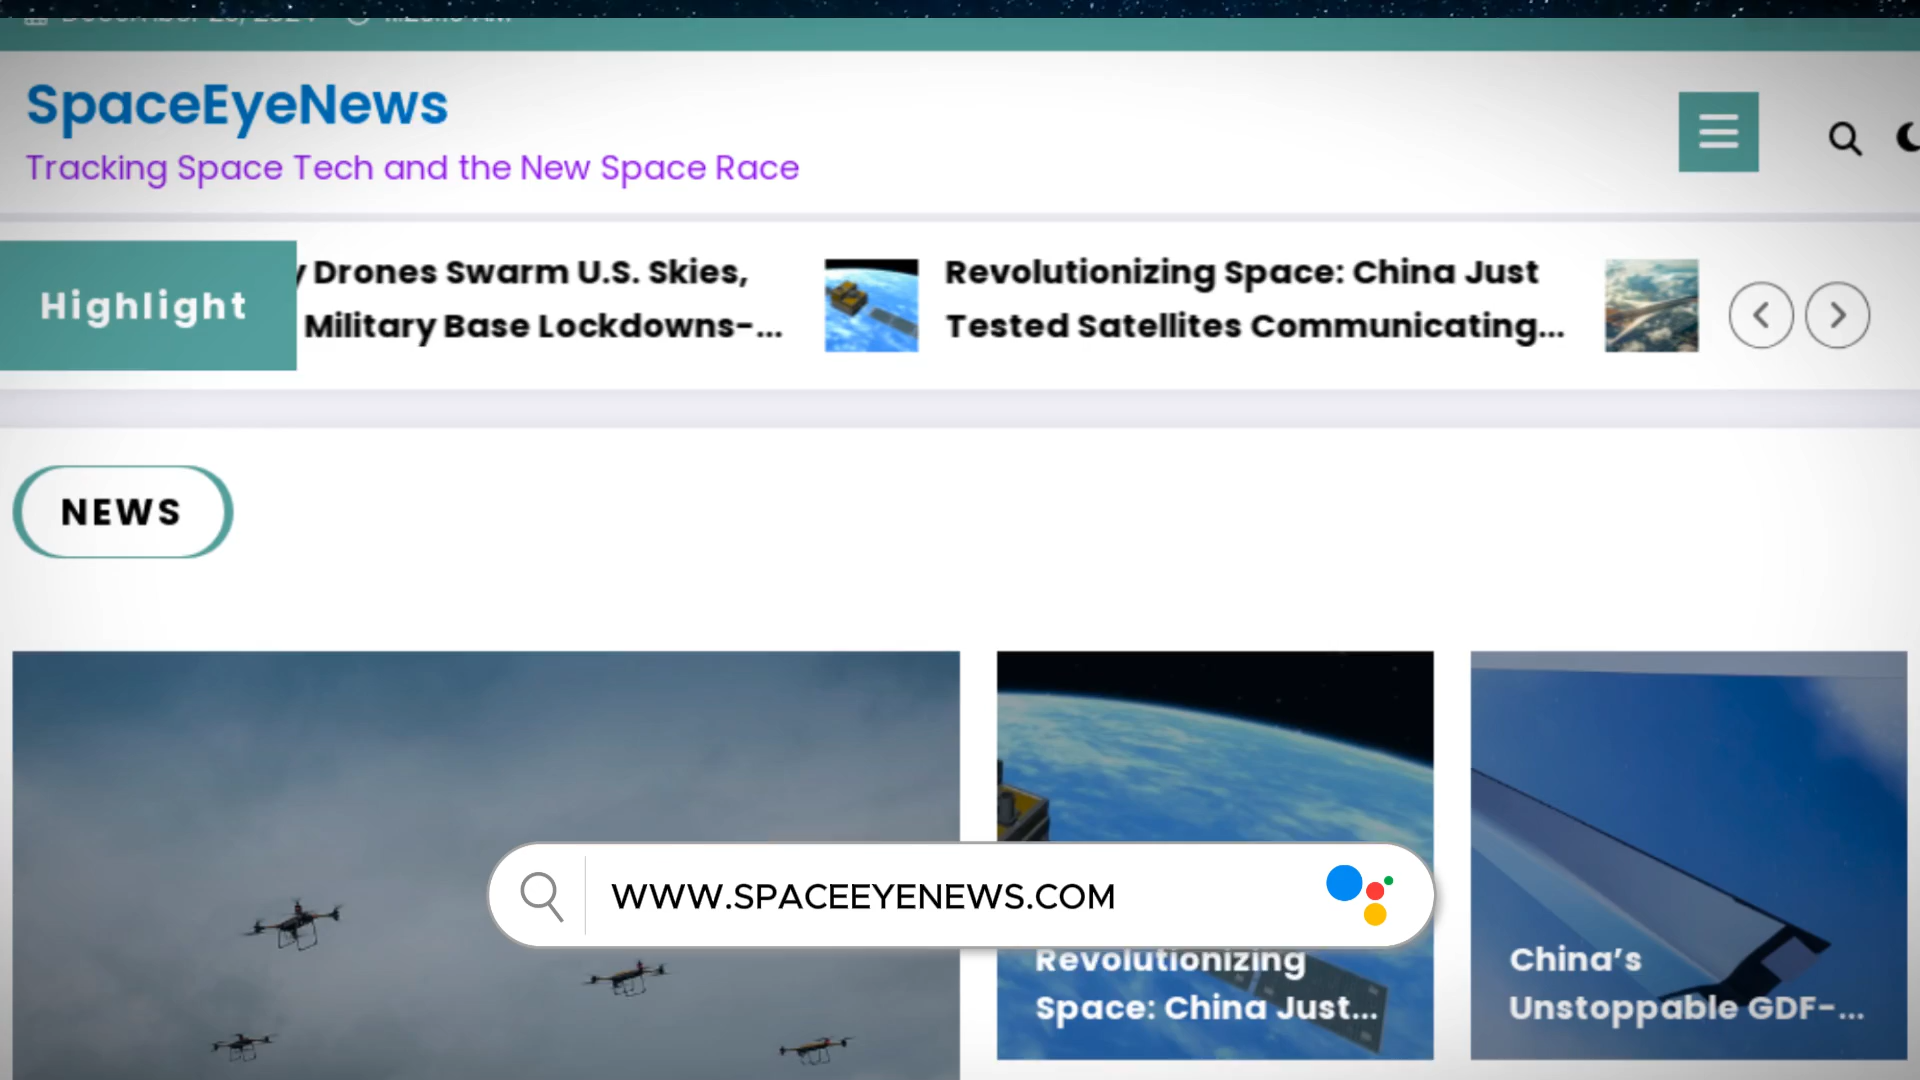 SpaceEyeNews
Tracking Space Tech and the New Space Race
Highlight
Drones Swarm U.S. Skies,
Military Base Lockdowns-...
Revolutionizing Space: China Just
Tested Satellites Communicating...
NEWS
WWW.SPACEEYENEWS.COM
Revolutionizing
Space: China Just...
China’s
Unstoppable GDF-...